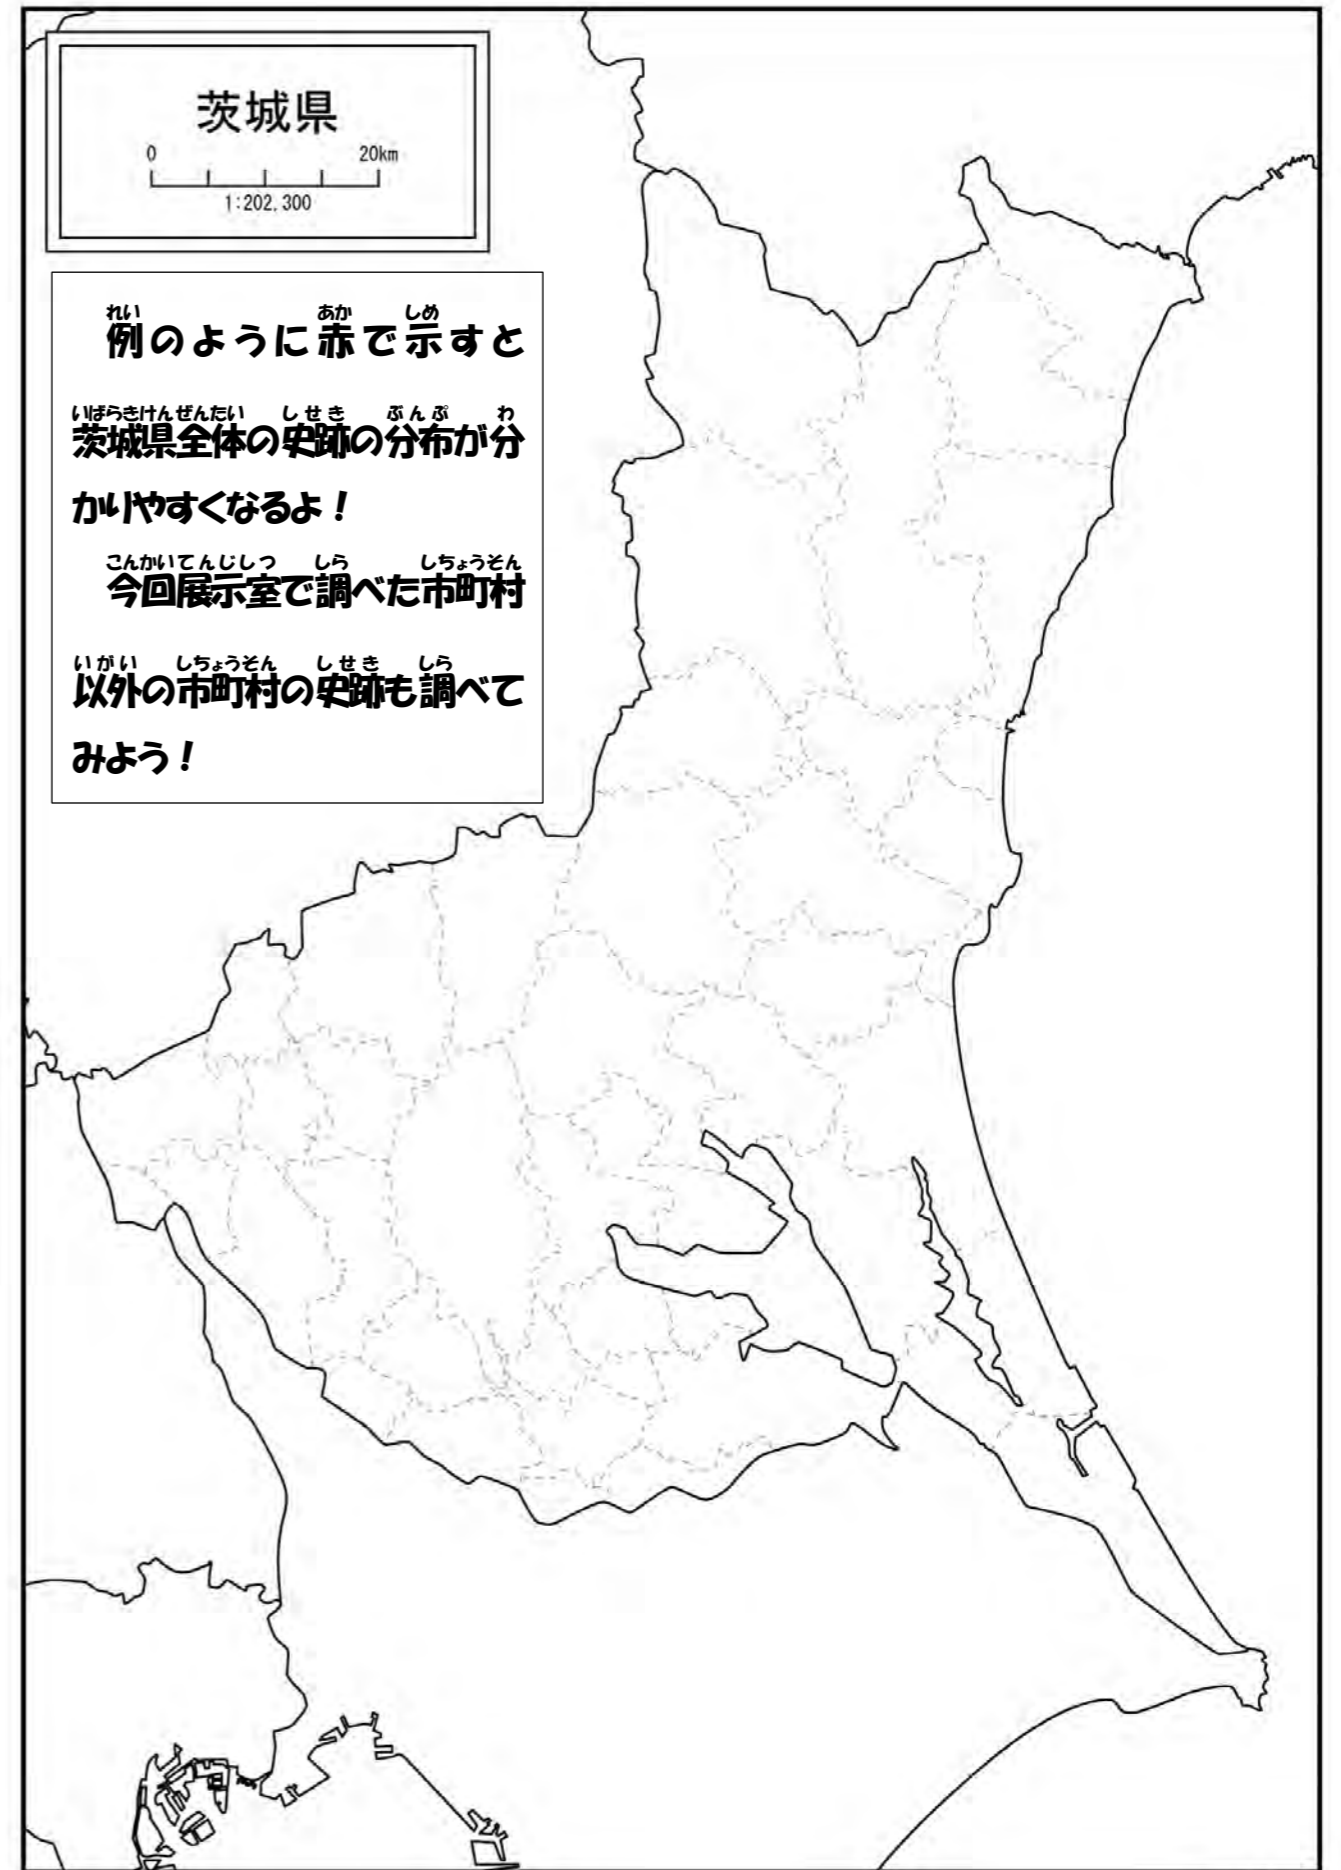 茨城県
0 20km
1:202,300
れい あか しめ
例のように赤で示すと
いばらきけんぜんたい しせき ぶんぷ わ
茨城県全体の史跡の分布が分
かりやすくなるよ！
こんかいてんじしつ しら しちょうそん
今回展示室で調べた市町村
いがい しちょうそん しせき しら
以外の市町村の史跡も調べて
みよう！